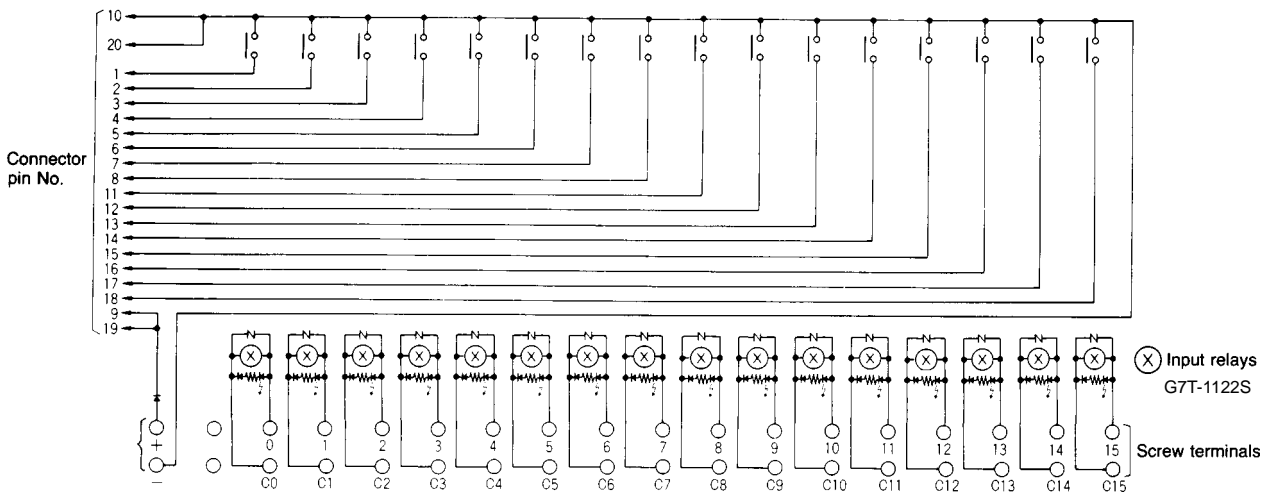 10
20
1
2
3
4
5
6
7
8
11
12
13
14
15
16
17
18
9
19
Connector
pin No.
X X X X X X X X X X X X X X X X
X Input relays
G7T-1122S
+ 0 1 2 3 4 5 6 7 8 9 10 11 12 13 14 15
Screw terminals
− C0 C1 C2 C3 C4 C5 C6 C7 C8 C9 C10 C11 C12 C13 C14 C15